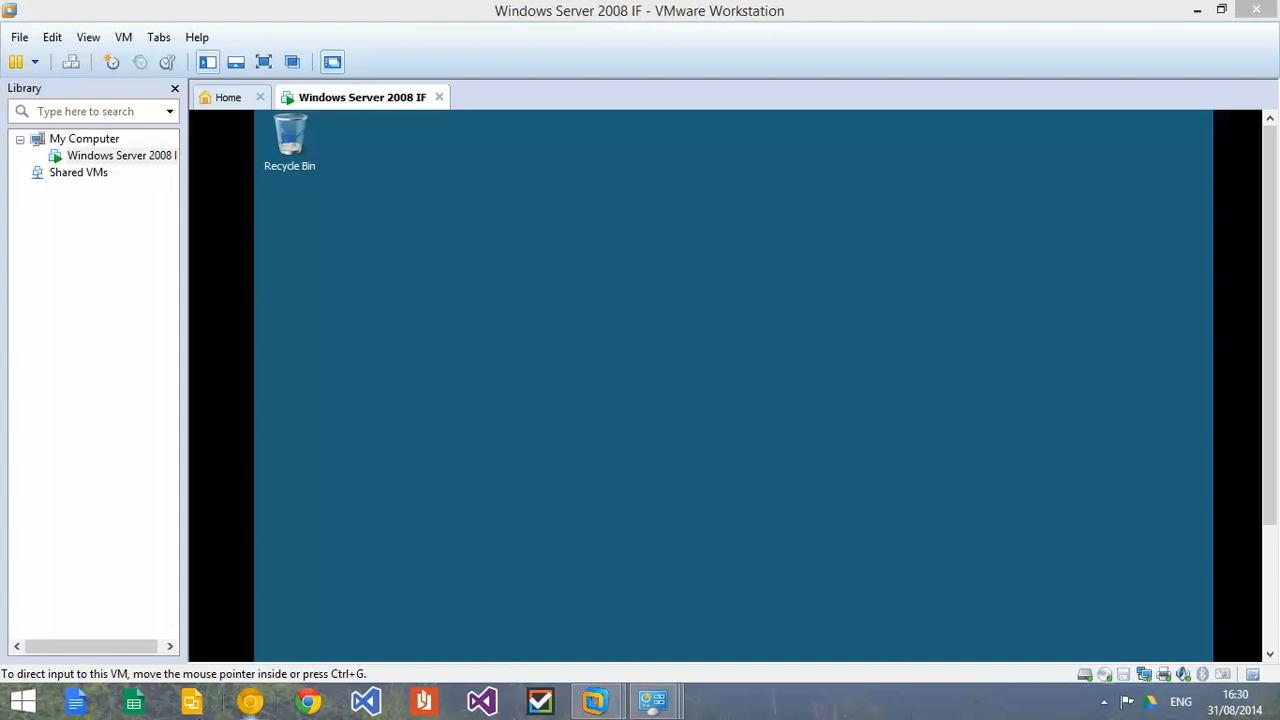 Windows Server 2008 IF - VMware Workstation
File Edit View VM Tabs Help
Library
Type here to search
My Computer
Windows Server 2008 I
Shared VMs
Home
Windows Server 2008 IF
Recycle Bin
To direct input to this VM, move the mouse pointer inside or press Ctrl+G.
ENG
16:30
31/08/2014